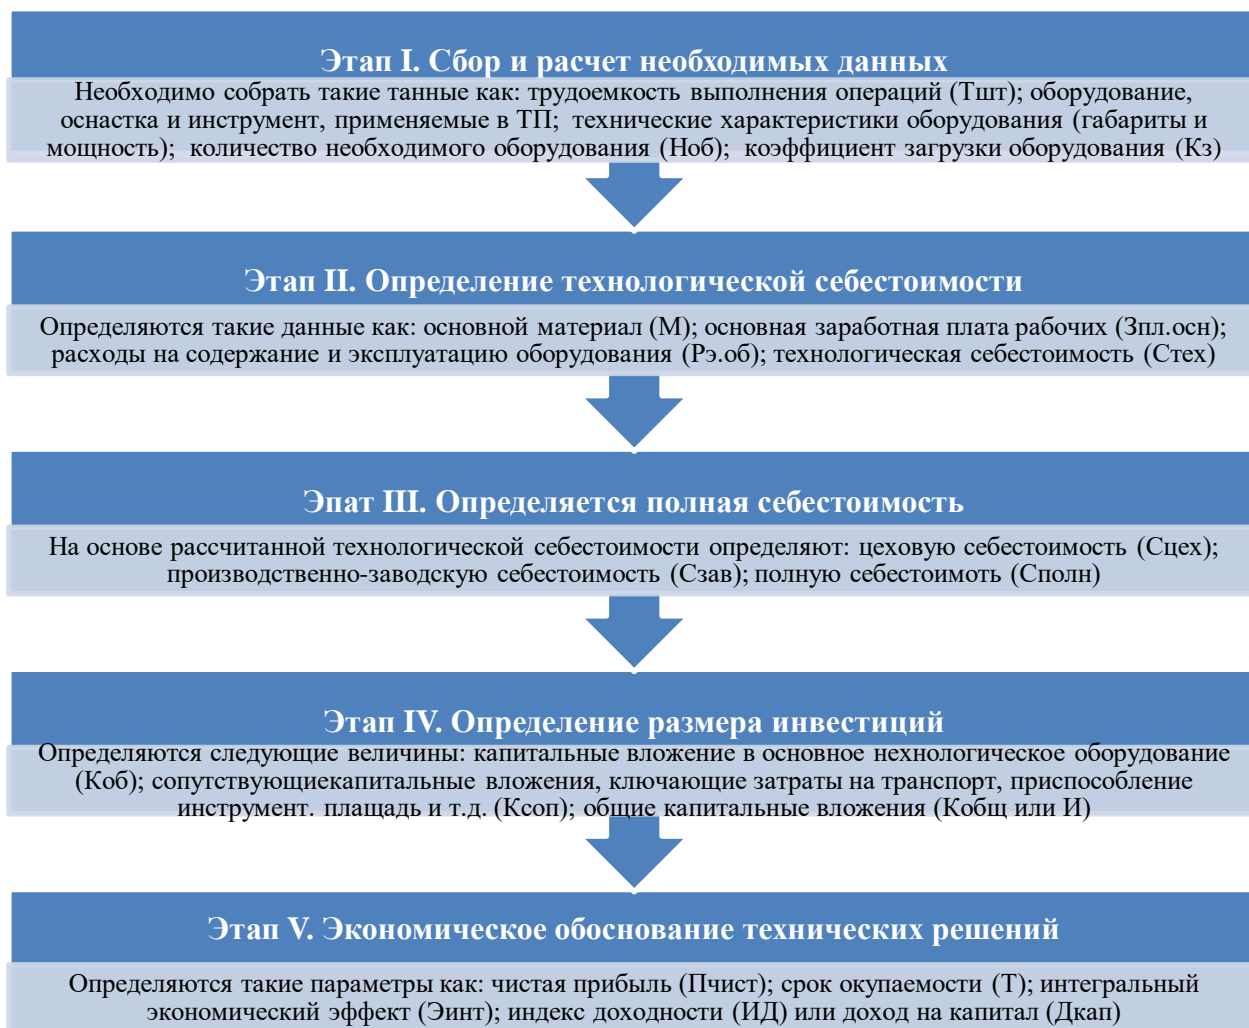 Этап I. Сбор и расчет необходимых данных
Необходимо собрать такие танные как: трудоемкость выполнения операций (Тшт); оборудование,
оснастка и инструмент, применяемые в ТП; технические характеристики оборудования (габариты и
мощность); количество необходимого оборудования (Ноб); коэффициент загрузки оборудования (Кз)
Этап II. Определение технологической себестоимости
Определяются такие данные как: основной материал (М); основная заработная плата рабочих (Зпл.осн);
расходы на содержание и эксплуатацию оборудования (Рэ.об); технологическая себестоимость (Стех)
Эпат III. Определяется полная себестоимость
На основе рассчитанной технологической себестоимости определяют: цеховую себестоимость (Сцех);
производственно-заводскую себестоимость (Сзав); полную себестоимоть (Сполн)
Этап IV. Определение размера инвестиций
Определяются следующие величины: капитальные вложение в основное нехнологическое оборудование
(Коб); сопутствующиекапитальные вложения, ключающие затраты на транспорт, приспособление
инструмент. плащадь и т.д. (Ксоп); общие капитальные вложения (Кобщ или И)
Этап V. Экономическое обоснование технических решений
Определяются такие параметры как: чистая прибыль (Пчист); срок окупаемости (Т); интегральный
экономический эффект (Эинт); индекс доходности (ИД) или доход на капитал (Дкап)